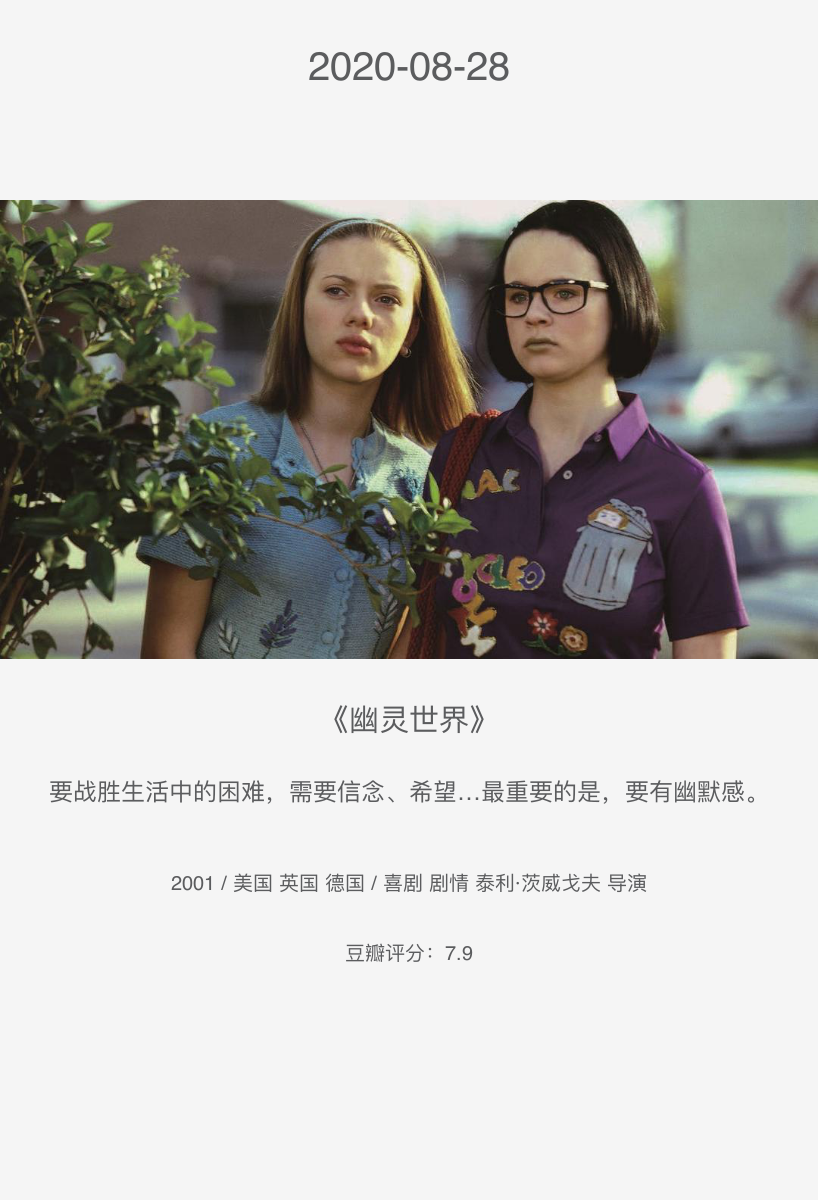 2020-08-28
《幽灵世界》
要战胜生活中的困难，需要信念、希望…最重要的是，要有幽默感。
2001 / 美国 英国 德国 / 喜剧 剧情 泰利·茨威戈夫 导演
豆瓣评分：7.9